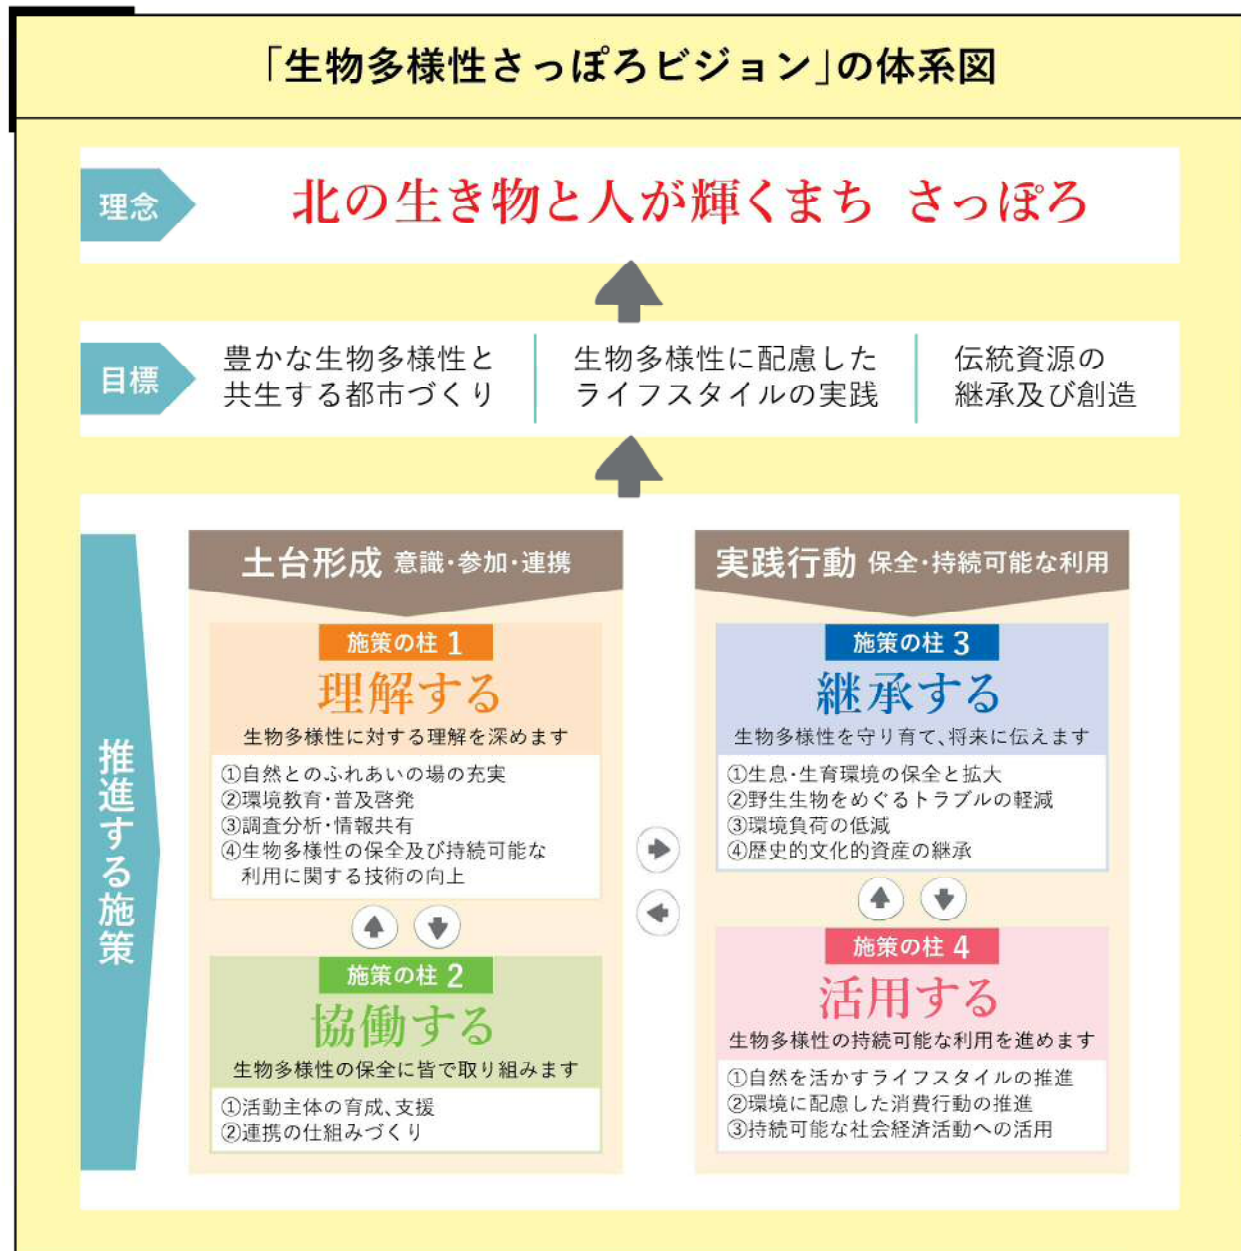 「生物多様性さっぽろビジョン」の体系図
理念
北の生き物と人が輝くまち さっぽろ
目標
豊かな生物多様性と
共生する都市づくり
生物多様性に配慮した
ライフスタイルの実践
伝統資源の
継承及び創造
推進する施策
土台形成 意識・参加・連携
施策の柱 1
理解する
生物多様性に対する理解を深めます
①自然とのふれあいの場の充実
②環境教育・普及啓発
③調査分析・情報共有
④生物多様性の保全及び持続可能な
利用に関する技術の向上
施策の柱 2
協働する
生物多様性の保全に皆で取り組みます
①活動主体の育成、支援
②連携の仕組みづくり
実践行動 保全・持続可能な利用
施策の柱 3
継承する
生物多様性を守り育て、将来に伝えます
①生息・生育環境の保全と拡大
②野生生物をめぐるトラブルの軽減
③環境負荷の低減
④歴史的文化的資産の継承
施策の柱 4
活用する
生物多様性の持続可能な利用を進めます
①自然を活かすライフスタイルの推進
②環境に配慮した消費行動の推進
③持続可能な社会経済活動への活用